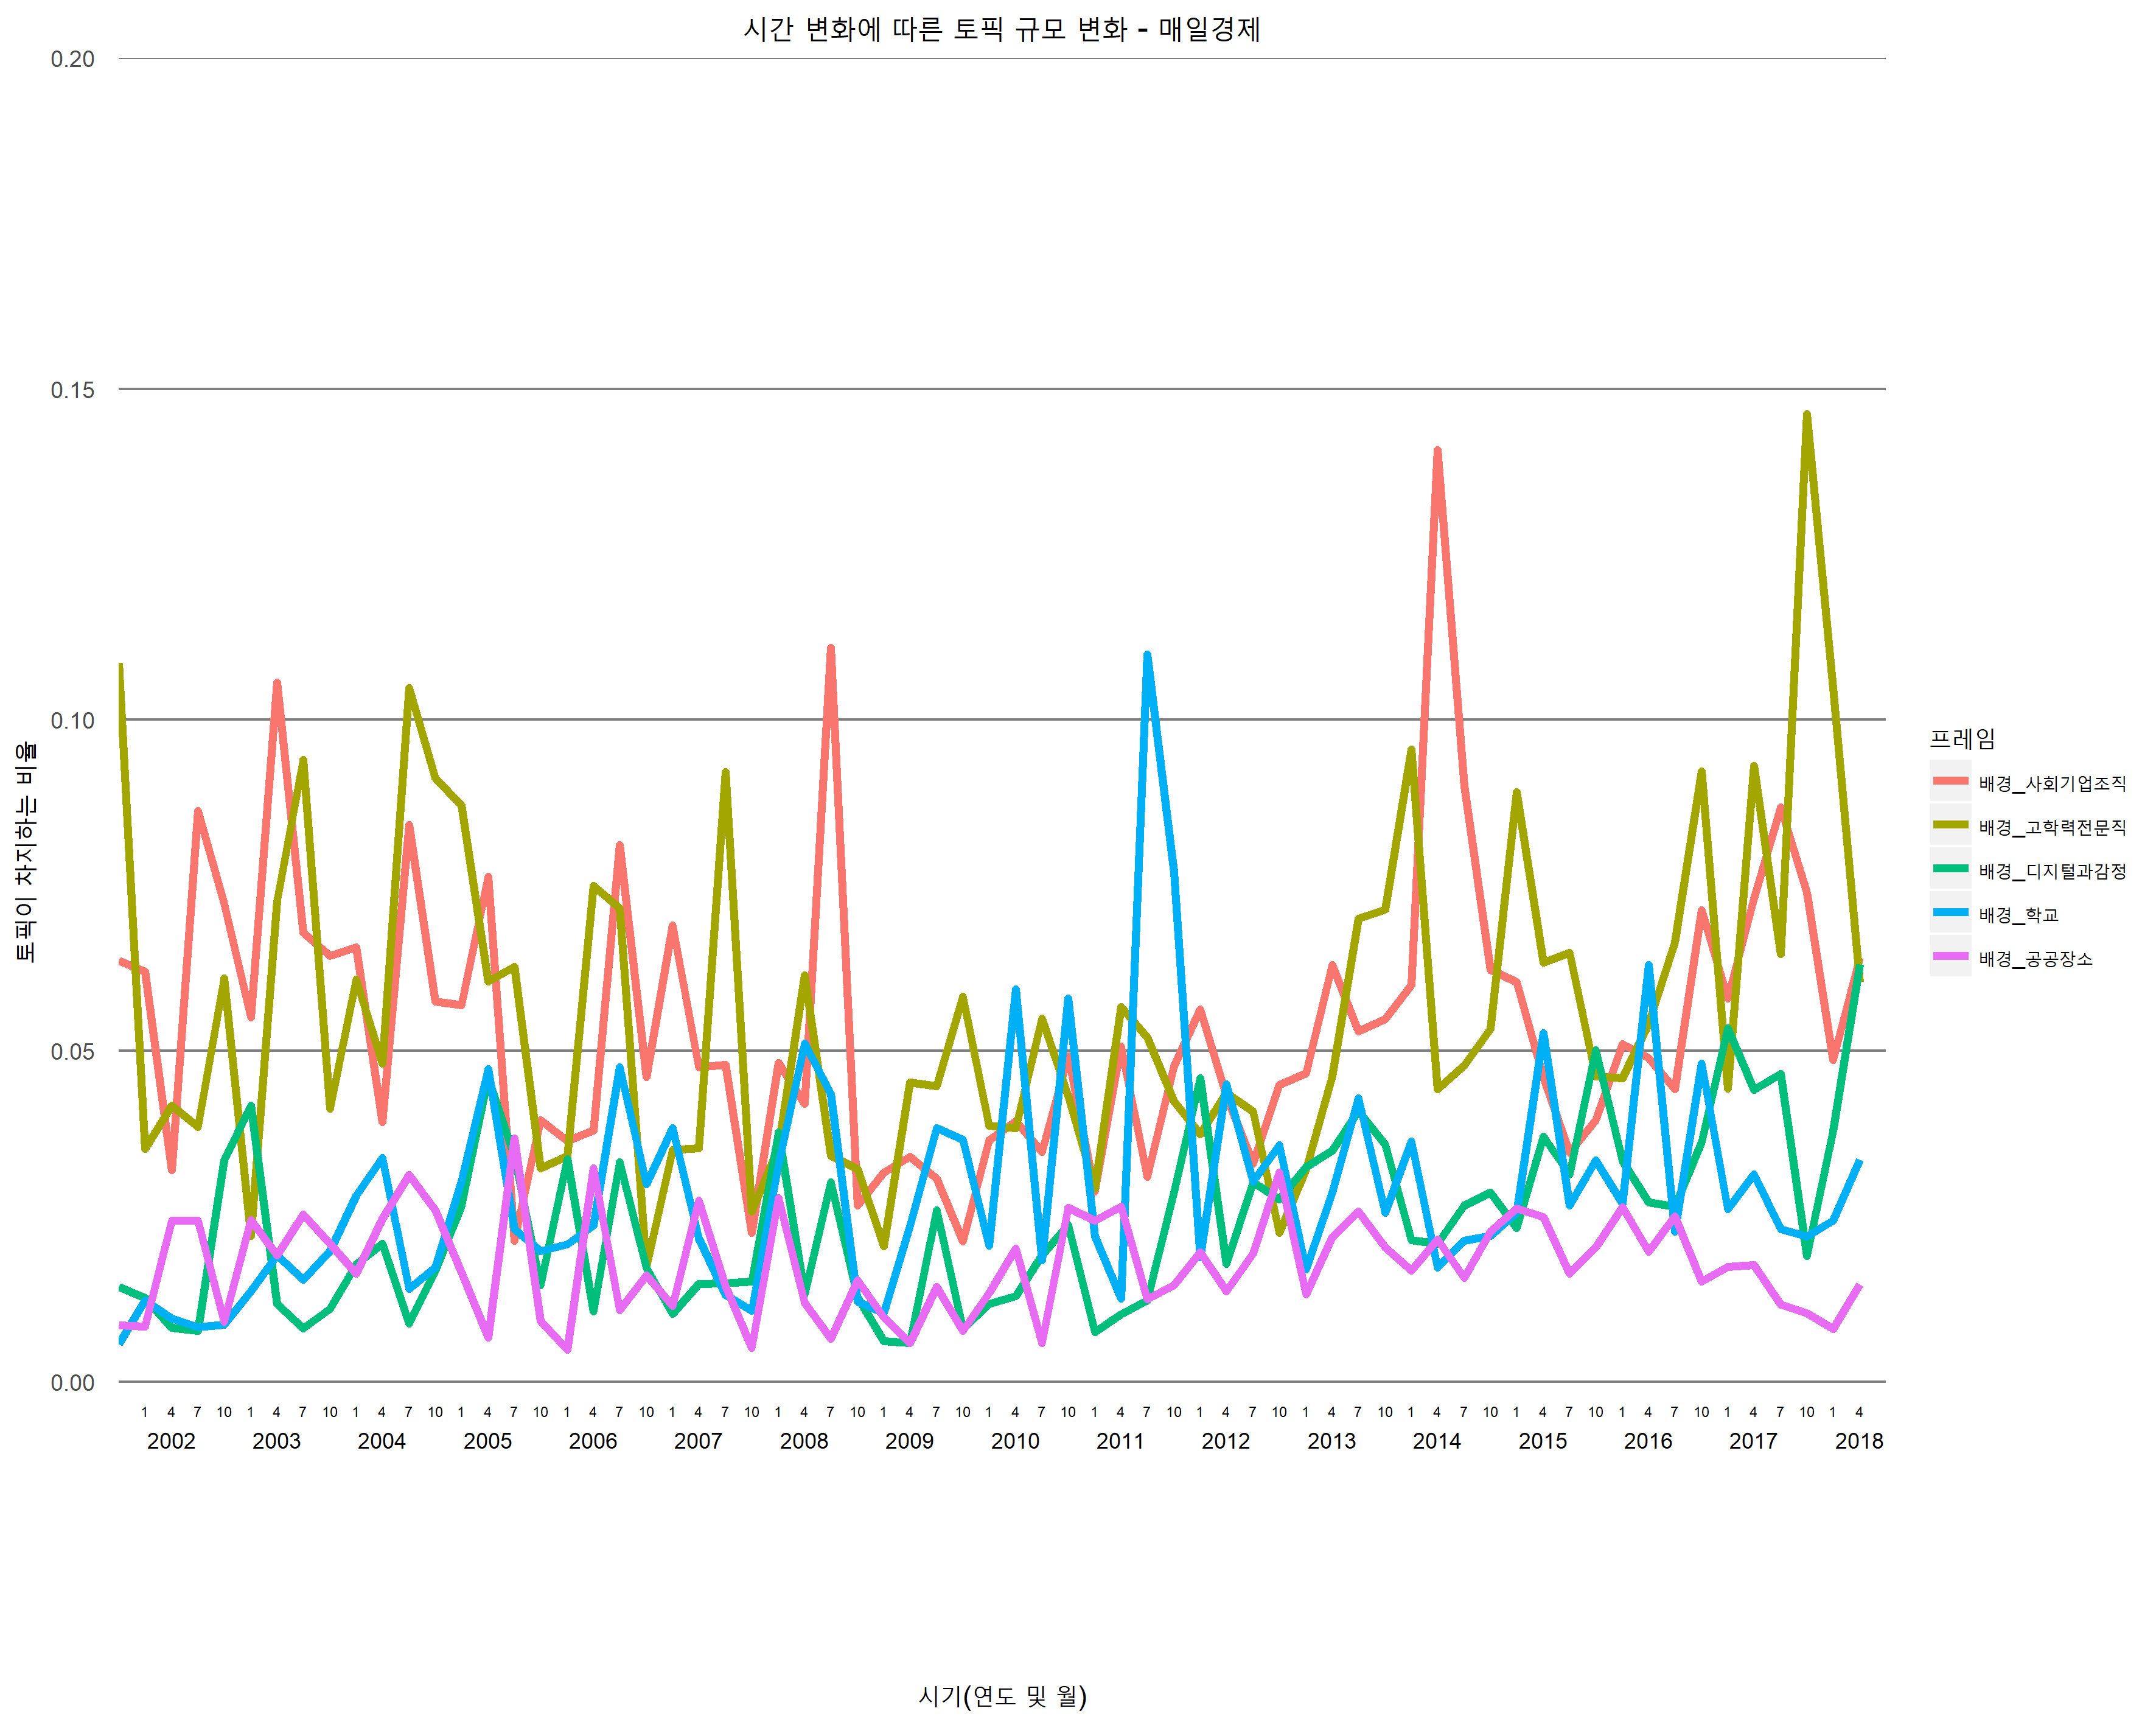 시간 변화에 따른 토픽 규모 변화 - 매일경제
0.20
0.15
0.10
0.05
0.00
토픽이 차지하는 비율
1 4 7 10 1 4 7 10 1 4 7 10 1 4 7 10 1 4 7 10 1 4 7 10 1 4 7 10 1 4 7 10 1 4 7 10 1 4 7 10 1 4 7 10 1 4 7 10 1 4 7 10 1 4 7 10 1 4 7 10 1 4 7 10 1 4
2002 2003 2004 2005 2006 2007 2008 2009 2010 2011 2012 2013 2014 2015 2016 2017 2018
시기(연도 및 월)
프레임
배경_사회기업조직
배경_고학력전문직
배경_디지털과감정
배경_학교
배경_공공장소